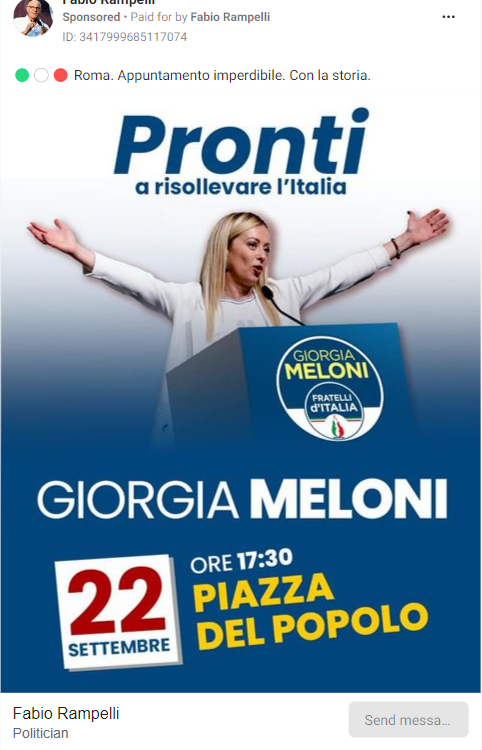 Fabio Rampelli
Sponsored • Paid for by Fabio Rampelli
ID: 3417999685117074
Roma. Appuntamento imperdibile. Con la storia.
Pronti
a risollevare l'Italia
GIORGIA
MELONI
FRATELLI
d'ITALIA
GIORGIA MELONI
22
SETTEMBRE
ORE 17:30
PIAZZA
DEL POPOLO
Fabio Rampelli
Politician
Send messa...